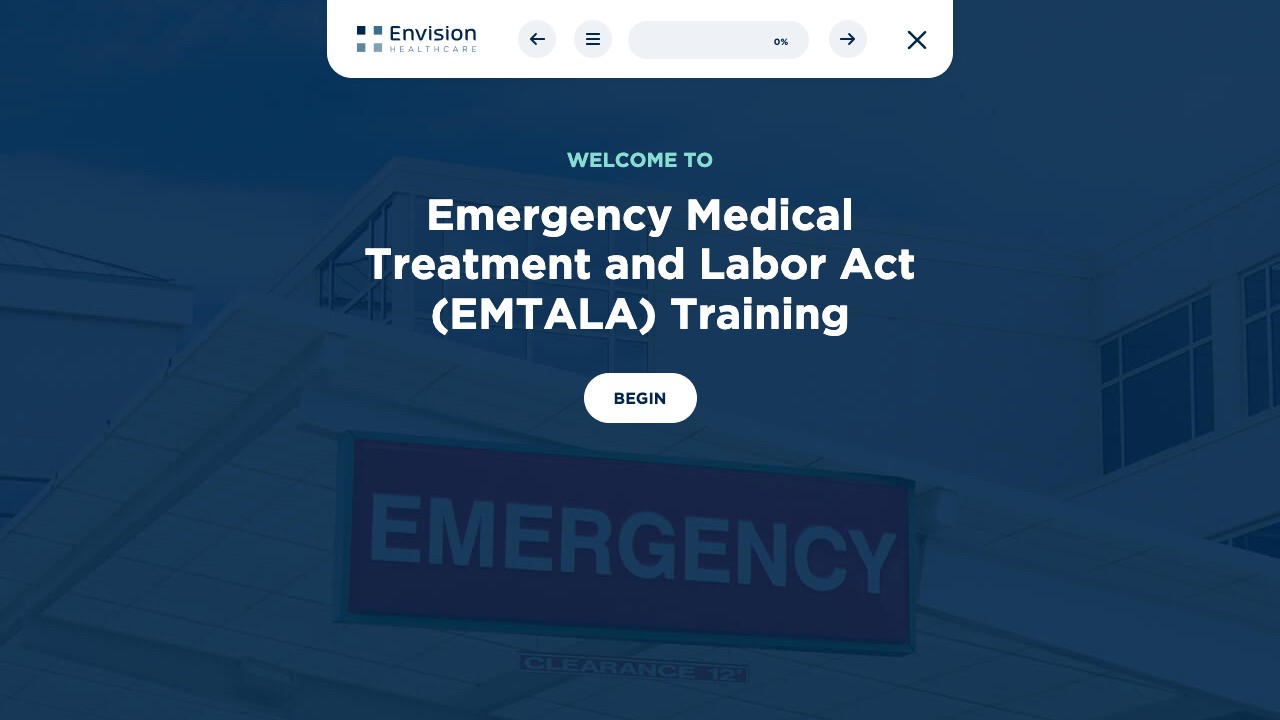 Envision
HEALTHCARE
0%
WELCOME TO
Emergency Medical
Treatment and Labor Act
(EMTALA) Training
BEGIN
EMERGENCY
CLEARANCE 12'